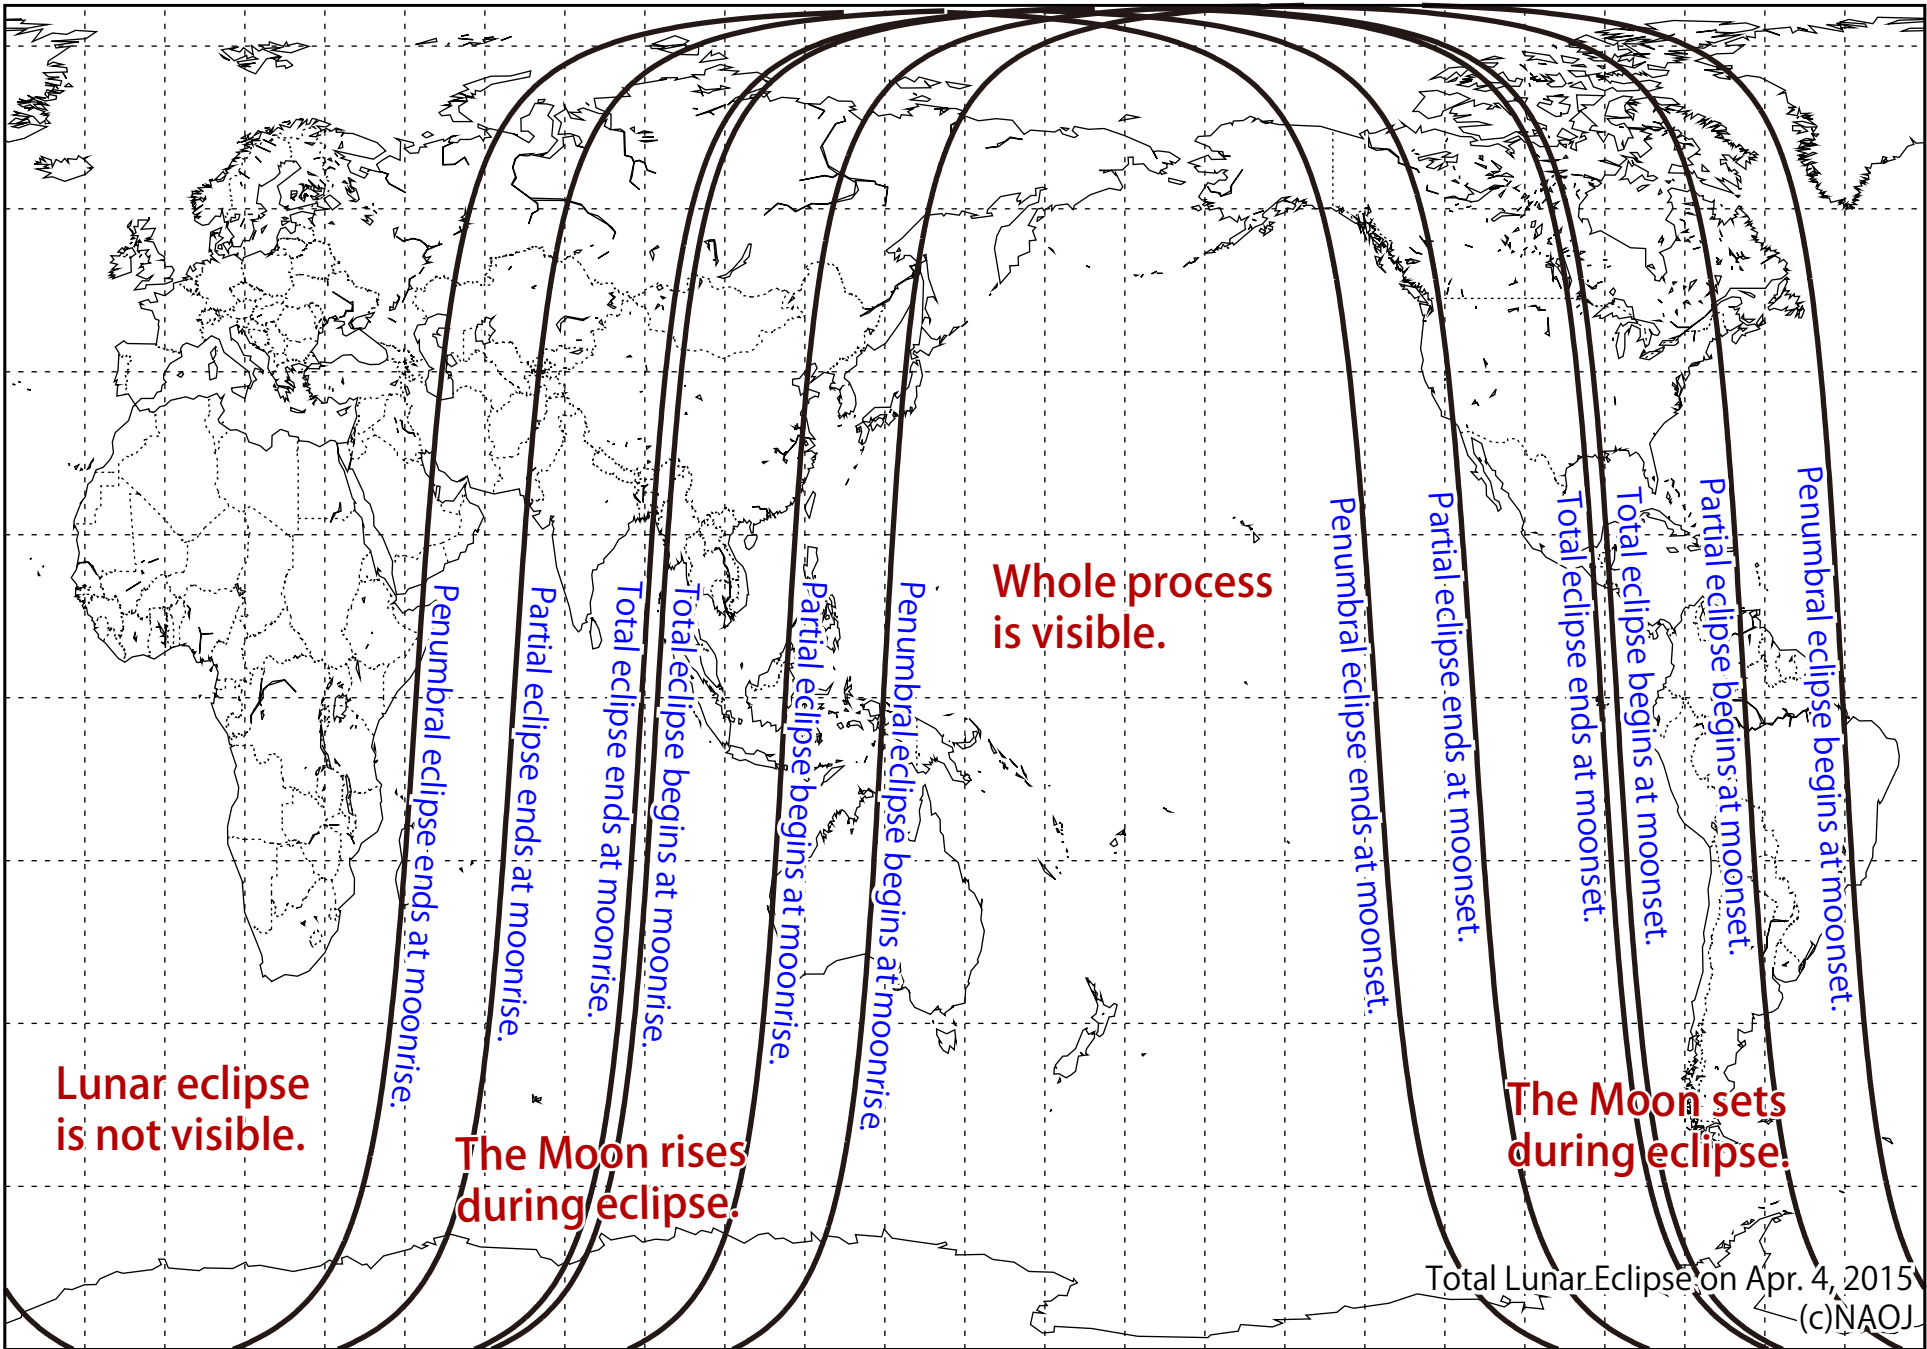 Penumbral eclipse ends at moonrise.
Partial eclipse ends at moonrise.
Total eclipse ends at moonrise.
Total eclipse begins at moonrise.
Partial eclipse begins at moonrise.
Penumbral eclipse begins at moonrise.
Whole process
is visible.
Penumbral eclipse ends at moonset.
Partial eclipse ends at moonset.
Total eclipse ends at moonset.
Total eclipse begins at moonset.
Partial eclipse begins at moonset.
Penumbral eclipse begins at moonset.
Lunar eclipse
is not visible.
The Moon rises
during eclipse.
The Moon sets
during eclipse.
Total Lunar Eclipse on Apr. 4, 2015
(c)NAOJ